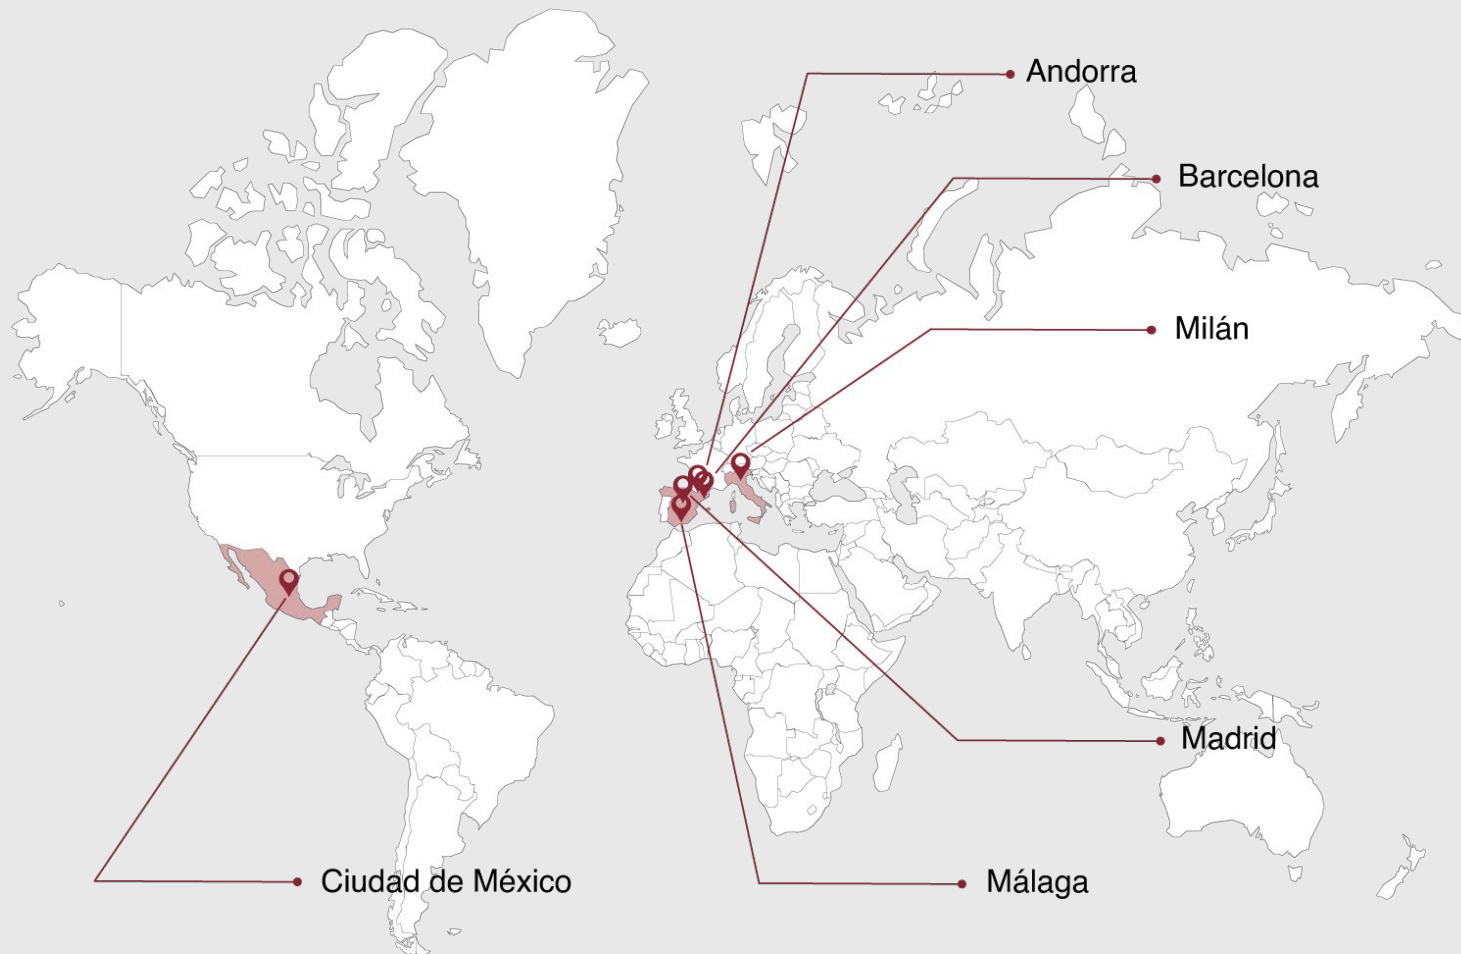 Andorra
Barcelona
Milán
Madrid
Málaga
Ciudad de México